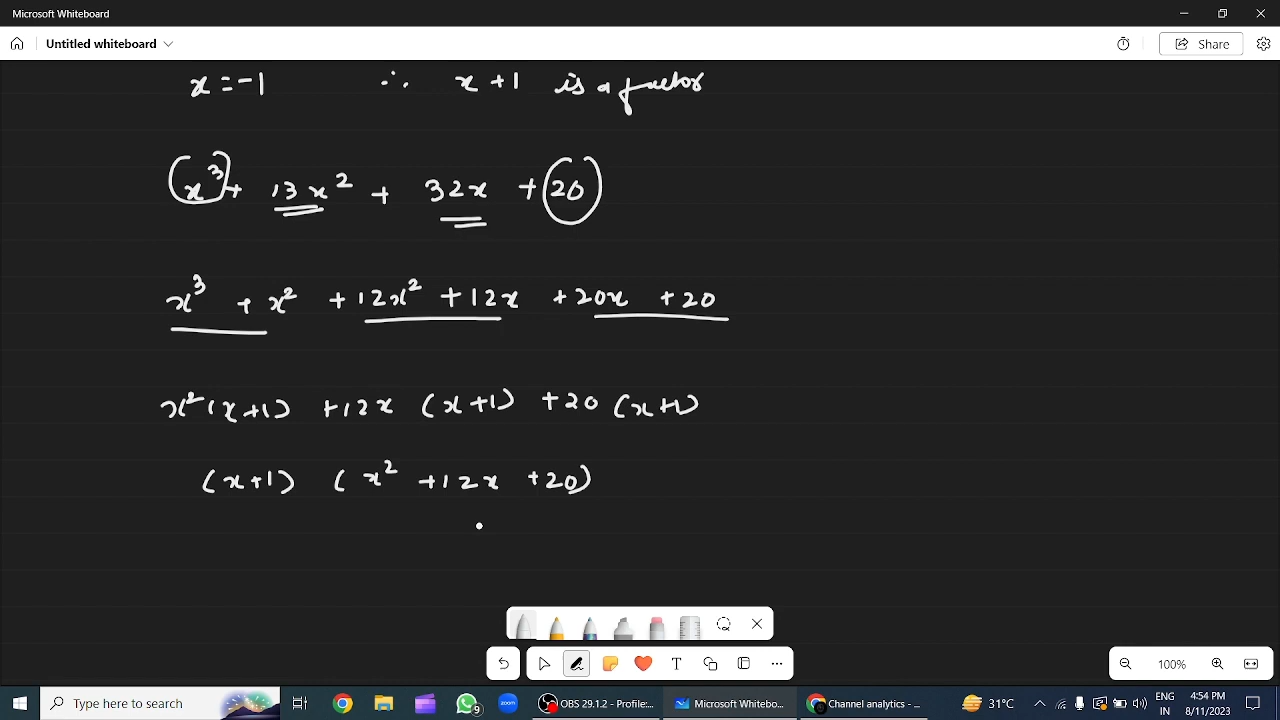 Microsoft Whiteboard
Untitled whiteboard
Share
x = -1 ∴ x + 1 is a factor
(x³) + 13x² + 32x + 20
x³ + x² + 12x² + 12x + 20x + 20
x²(x+1) + 12x (x+1) + 20 (x+1)
(x+1) (x² + 12x + 20)
100%
Type here to search
9
zoom
OBS 29.1.2 - Profile...
Microsoft Whitebo...
Channel analytics - ...
31°C
ENG
IN
4:54 PM
8/11/2023